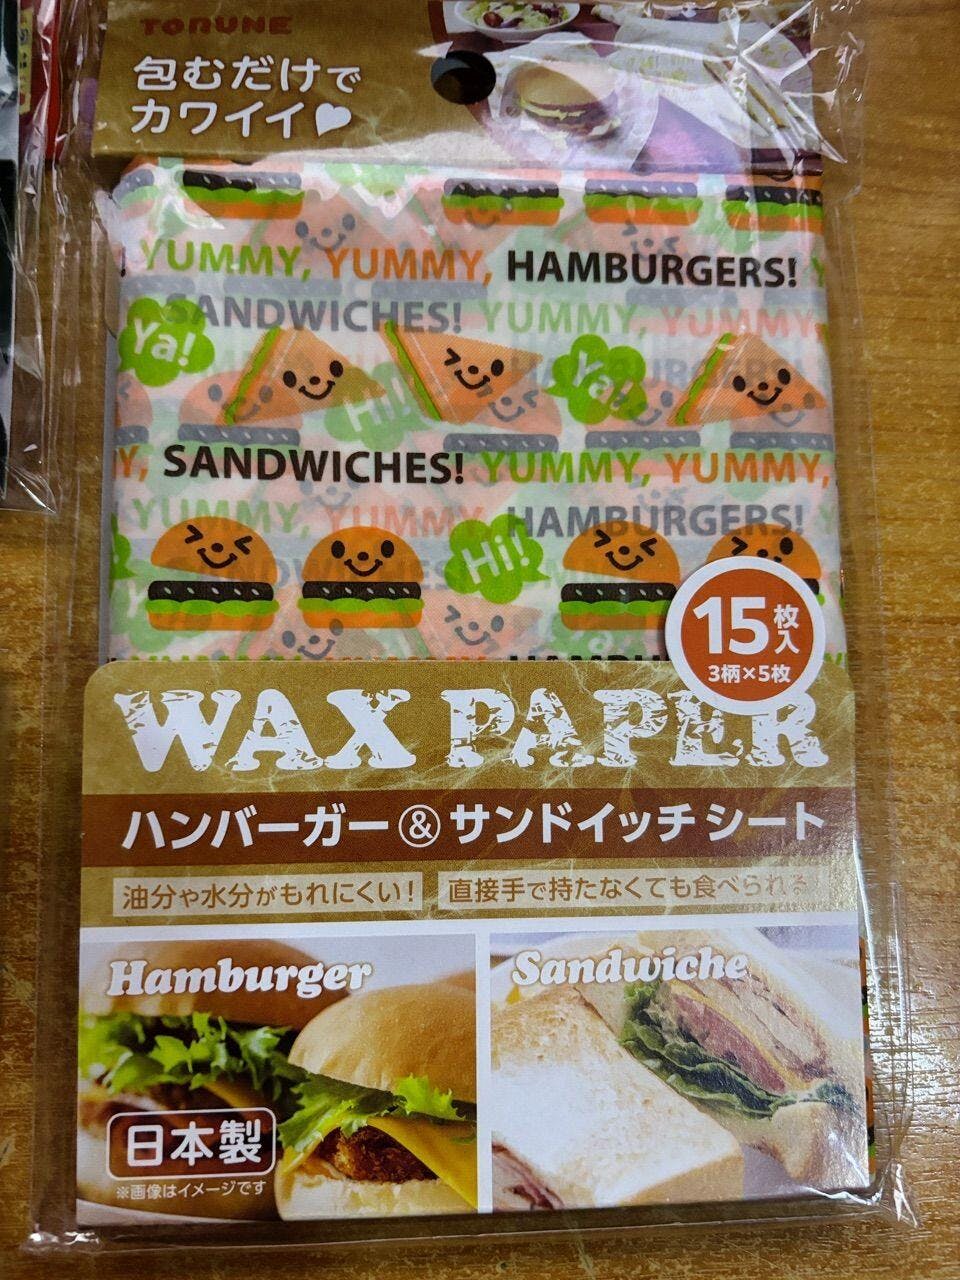 TORUNE
包むだけで
カワイイ♥
! YUMMY, YUMMY, HAMBURGERS! Y
SANDWICHES! YUMMY, YUMMY,
Ya!
Hi!
Ya!
Y, SANDWICHES! YUMMY, YUMMY,
YUMMY, YUMMY, HAMBURGERS!
Hi!
15枚入
3柄×5枚
WAX PAPER
ハンバーガー&サンドイッチシート
油分や水分がもれにくい!
直接手で持たなくても食べられる
Hamburger
Sandwiche
日本製
※画像はイメージです